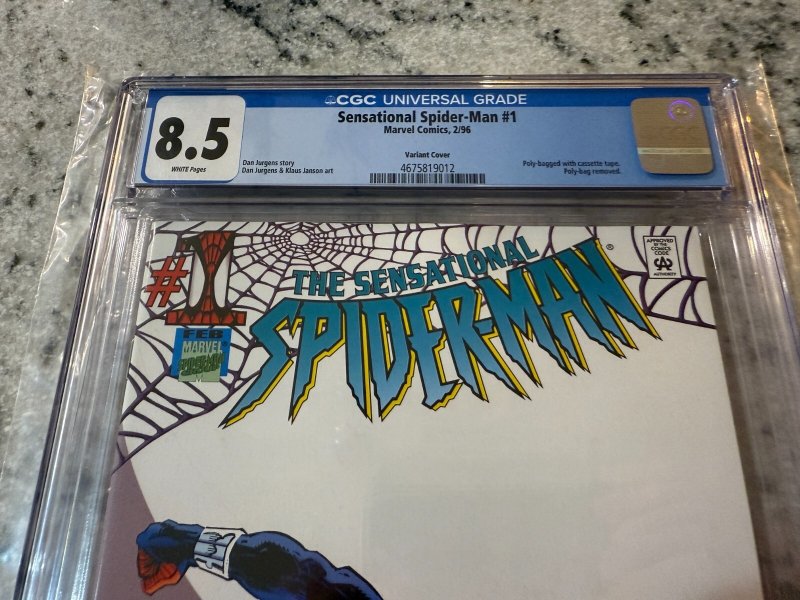 CGC UNIVERSAL GRADE
8.5
WHITE Pages
Sensational Spider-Man #1
Marvel Comics, 2/96
Variant Cover
Dan Jurgens story
Dan Jurgens & Klaus Janson art
4675819012
Poly-bagged with cassette tape.
Poly-bag removed.
#1
FEB
MARVEL
THE SENSATIONAL
SPIDER-MAN®
APPROVED
BY THE
COMICS
CODE
CA
AUTHORITY